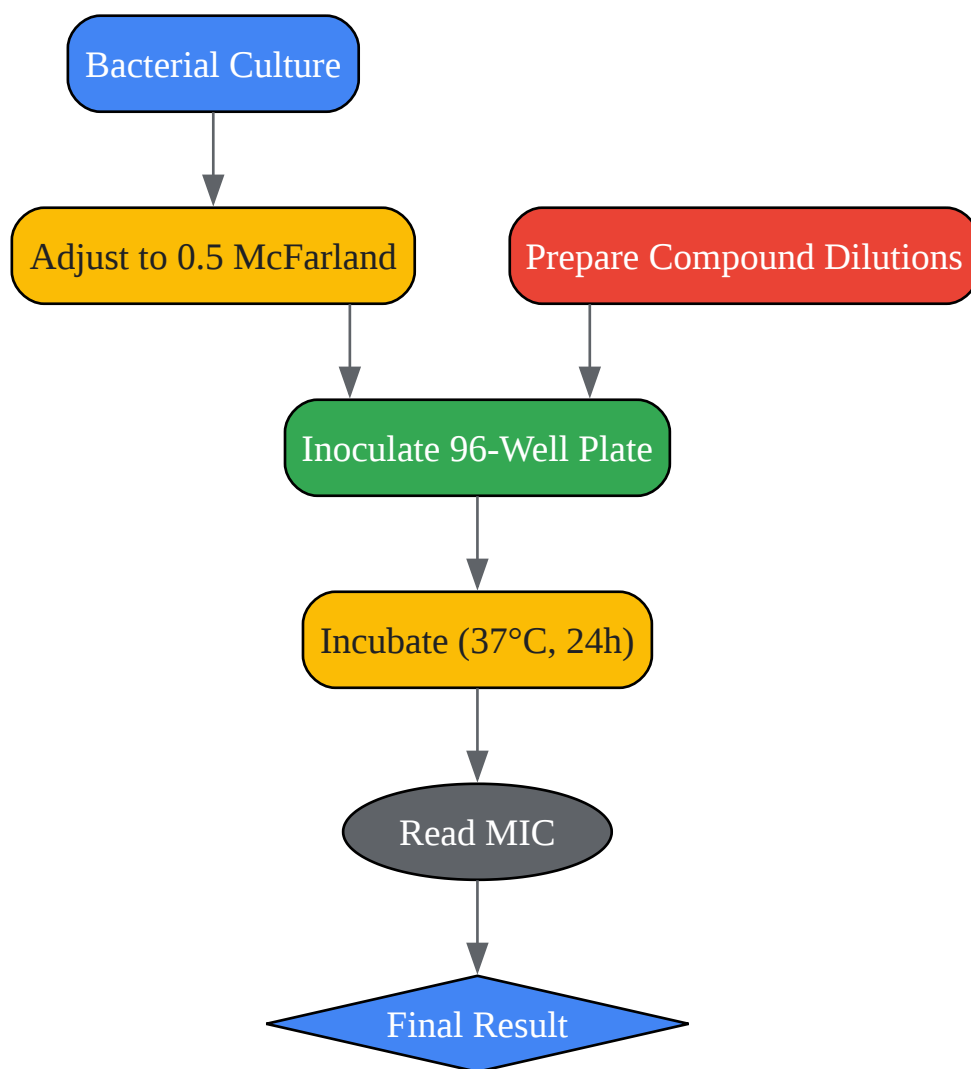 Bacterial Culture
Adjust to 0.5 McFarland
Prepare Compound Dilutions
Inoculate 96-Well Plate
Incubate (37°C, 24h)
Read MIC
Final Result